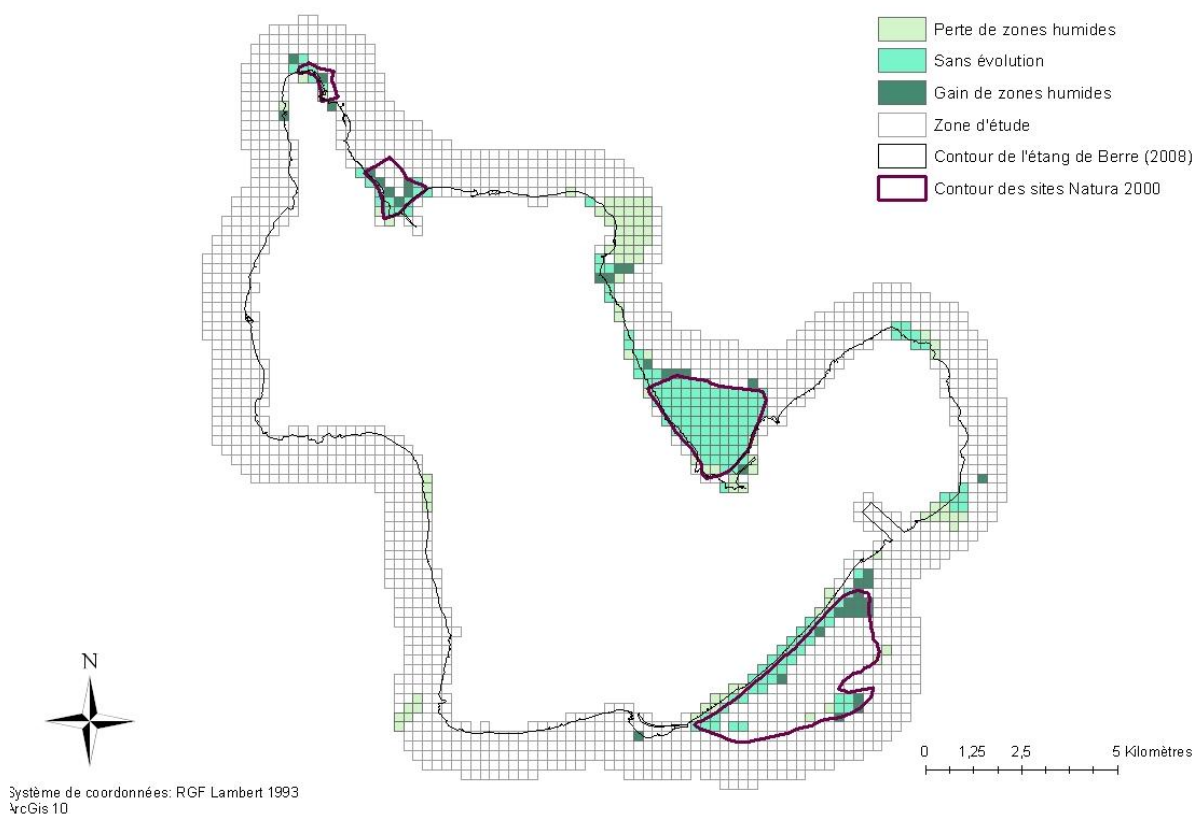 Perte de zones humides
Sans évolution
Gain de zones humides
Zone d'étude
Contour de l'étang de Berre (2008)
Contour des sites Natura 2000
N
0 1,25 2,5 5 Kilomètres
Système de coordonnées: RGF Lambert 1993
ArcGis 10